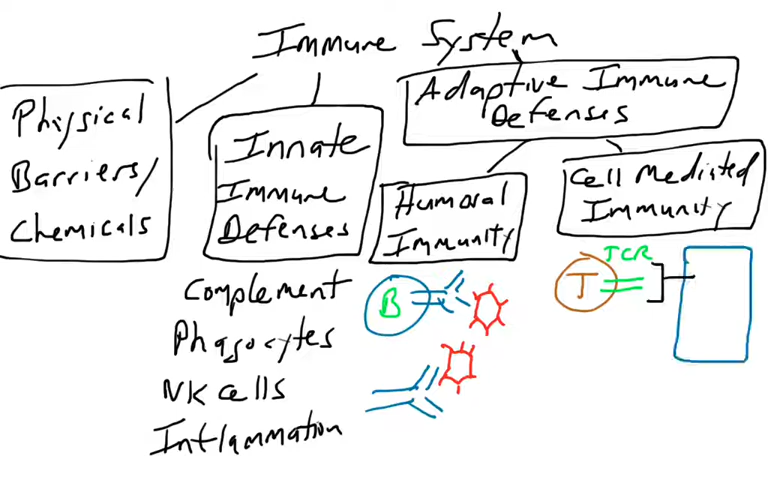 Immune System
Physical
Barriers/
Chemicals
Innate
Immune
Defenses
Adaptive Immune
Defenses
Humoral
Immunity
Cell Mediated
Immunity
Complement
Phagocytes
NK cells
Inflammation
B
T
TCR